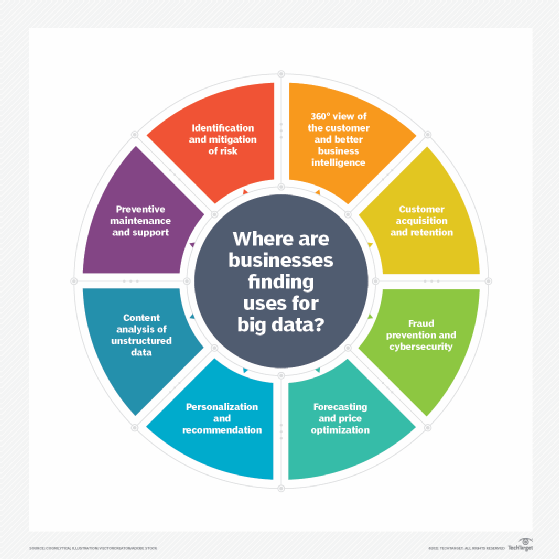 Where are
businesses
finding
uses for
big data?
360° view of
the customer
and better
business
intelligence
Customer
acquisition
and retention
Fraud
prevention and
cybersecurity
Forecasting
and price
optimization
Personalization
and
recommendation
Content
analysis of
unstructured
data
Preventive
maintenance
and support
Identification
and mitigation
of risk
TechTarget